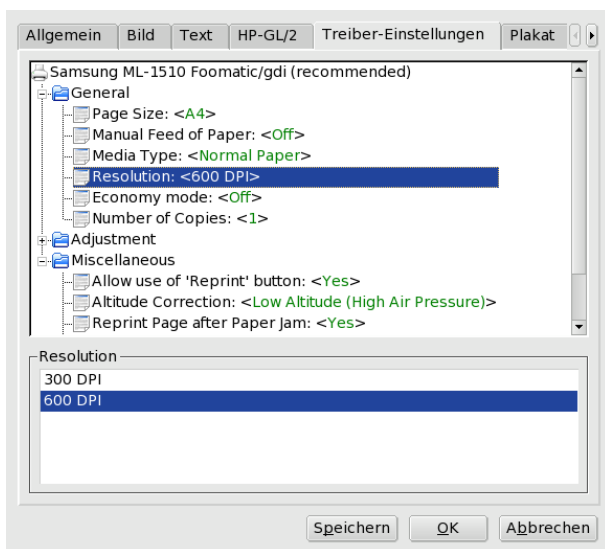 Allgemein Bild Text HP-GL/2 Treiber-Einstellungen Plakat
Samsung ML-1510 Foomatic/gdi (recommended)
General
Page Size: <A4>
Manual Feed of Paper: <Off>
Media Type: <Normal Paper>
Resolution: <600 DPI>
Economy mode: <Off>
Number of Copies: <1>
Adjustment
Miscellaneous
Allow use of 'Reprint' button: <Yes>
Altitude Correction: <Low Altitude (High Air Pressure)>
Reprint Page after Paper Jam: <Yes>
Resolution
300 DPI
600 DPI
Speichern OK Abbrechen